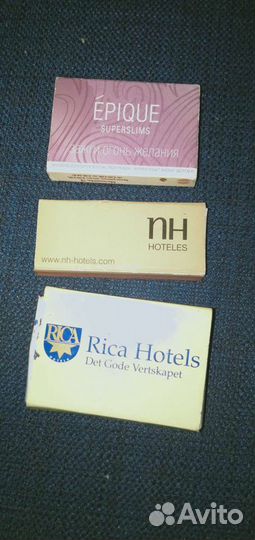 ÉPIQUE
SUPERSLIMS
зажги огонь желания
nH
HOTELES
www.nh-hotels.com
RICA
Rica Hotels
Det Gode Vertskapet
Avito